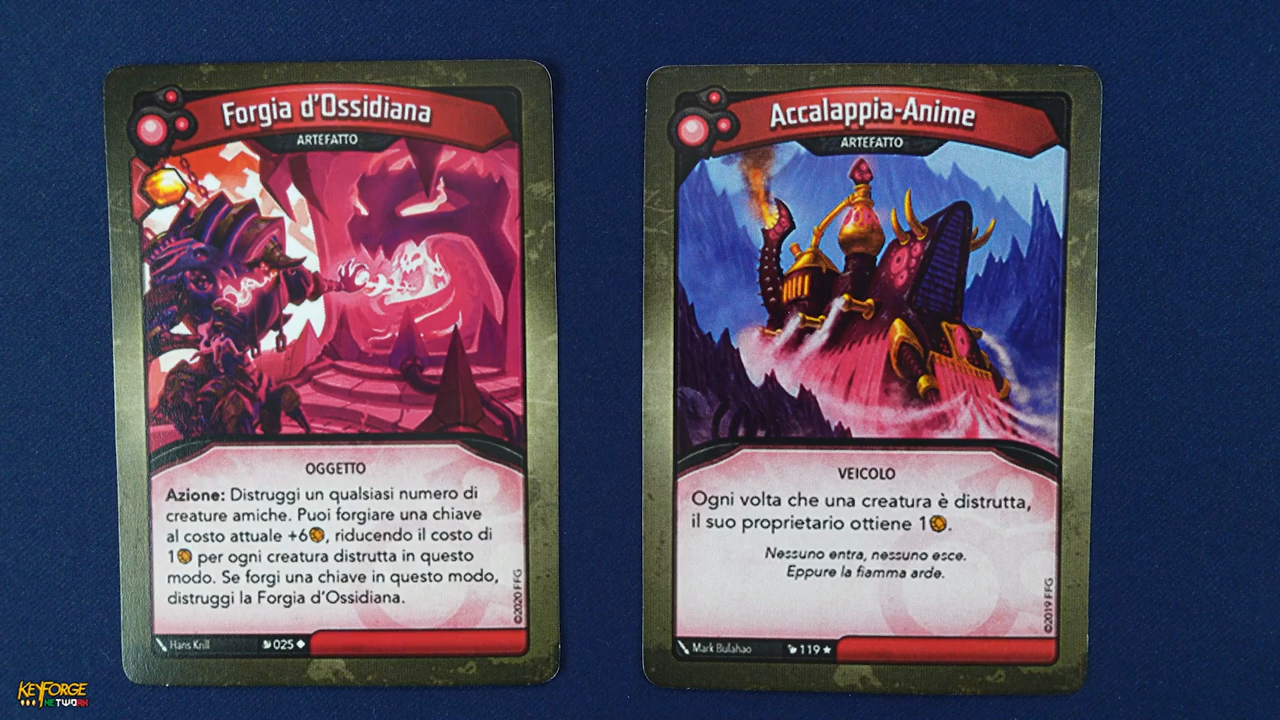 Forgia d'Ossidiana
ARTEFATTO
OGGETTO
Azione: Distruggi un qualsiasi numero di
creature amiche. Puoi forgiare una chiave
al costo attuale +6, riducendo il costo di
1 per ogni creatura distrutta in questo
modo. Se forgi una chiave in questo modo,
distruggi la Forgia d'Ossidiana.
©2020 FFG
Hans Krill
025
Accalappia-Anime
ARTEFATTO
VEICOLO
Ogni volta che una creatura è distrutta,
il suo proprietario ottiene 1.
Nessuno entra, nessuno esce.
Eppure la fiamma arde.
©2019 FFG
Mark Bulahao
119
KEYFORGE
NETWORK